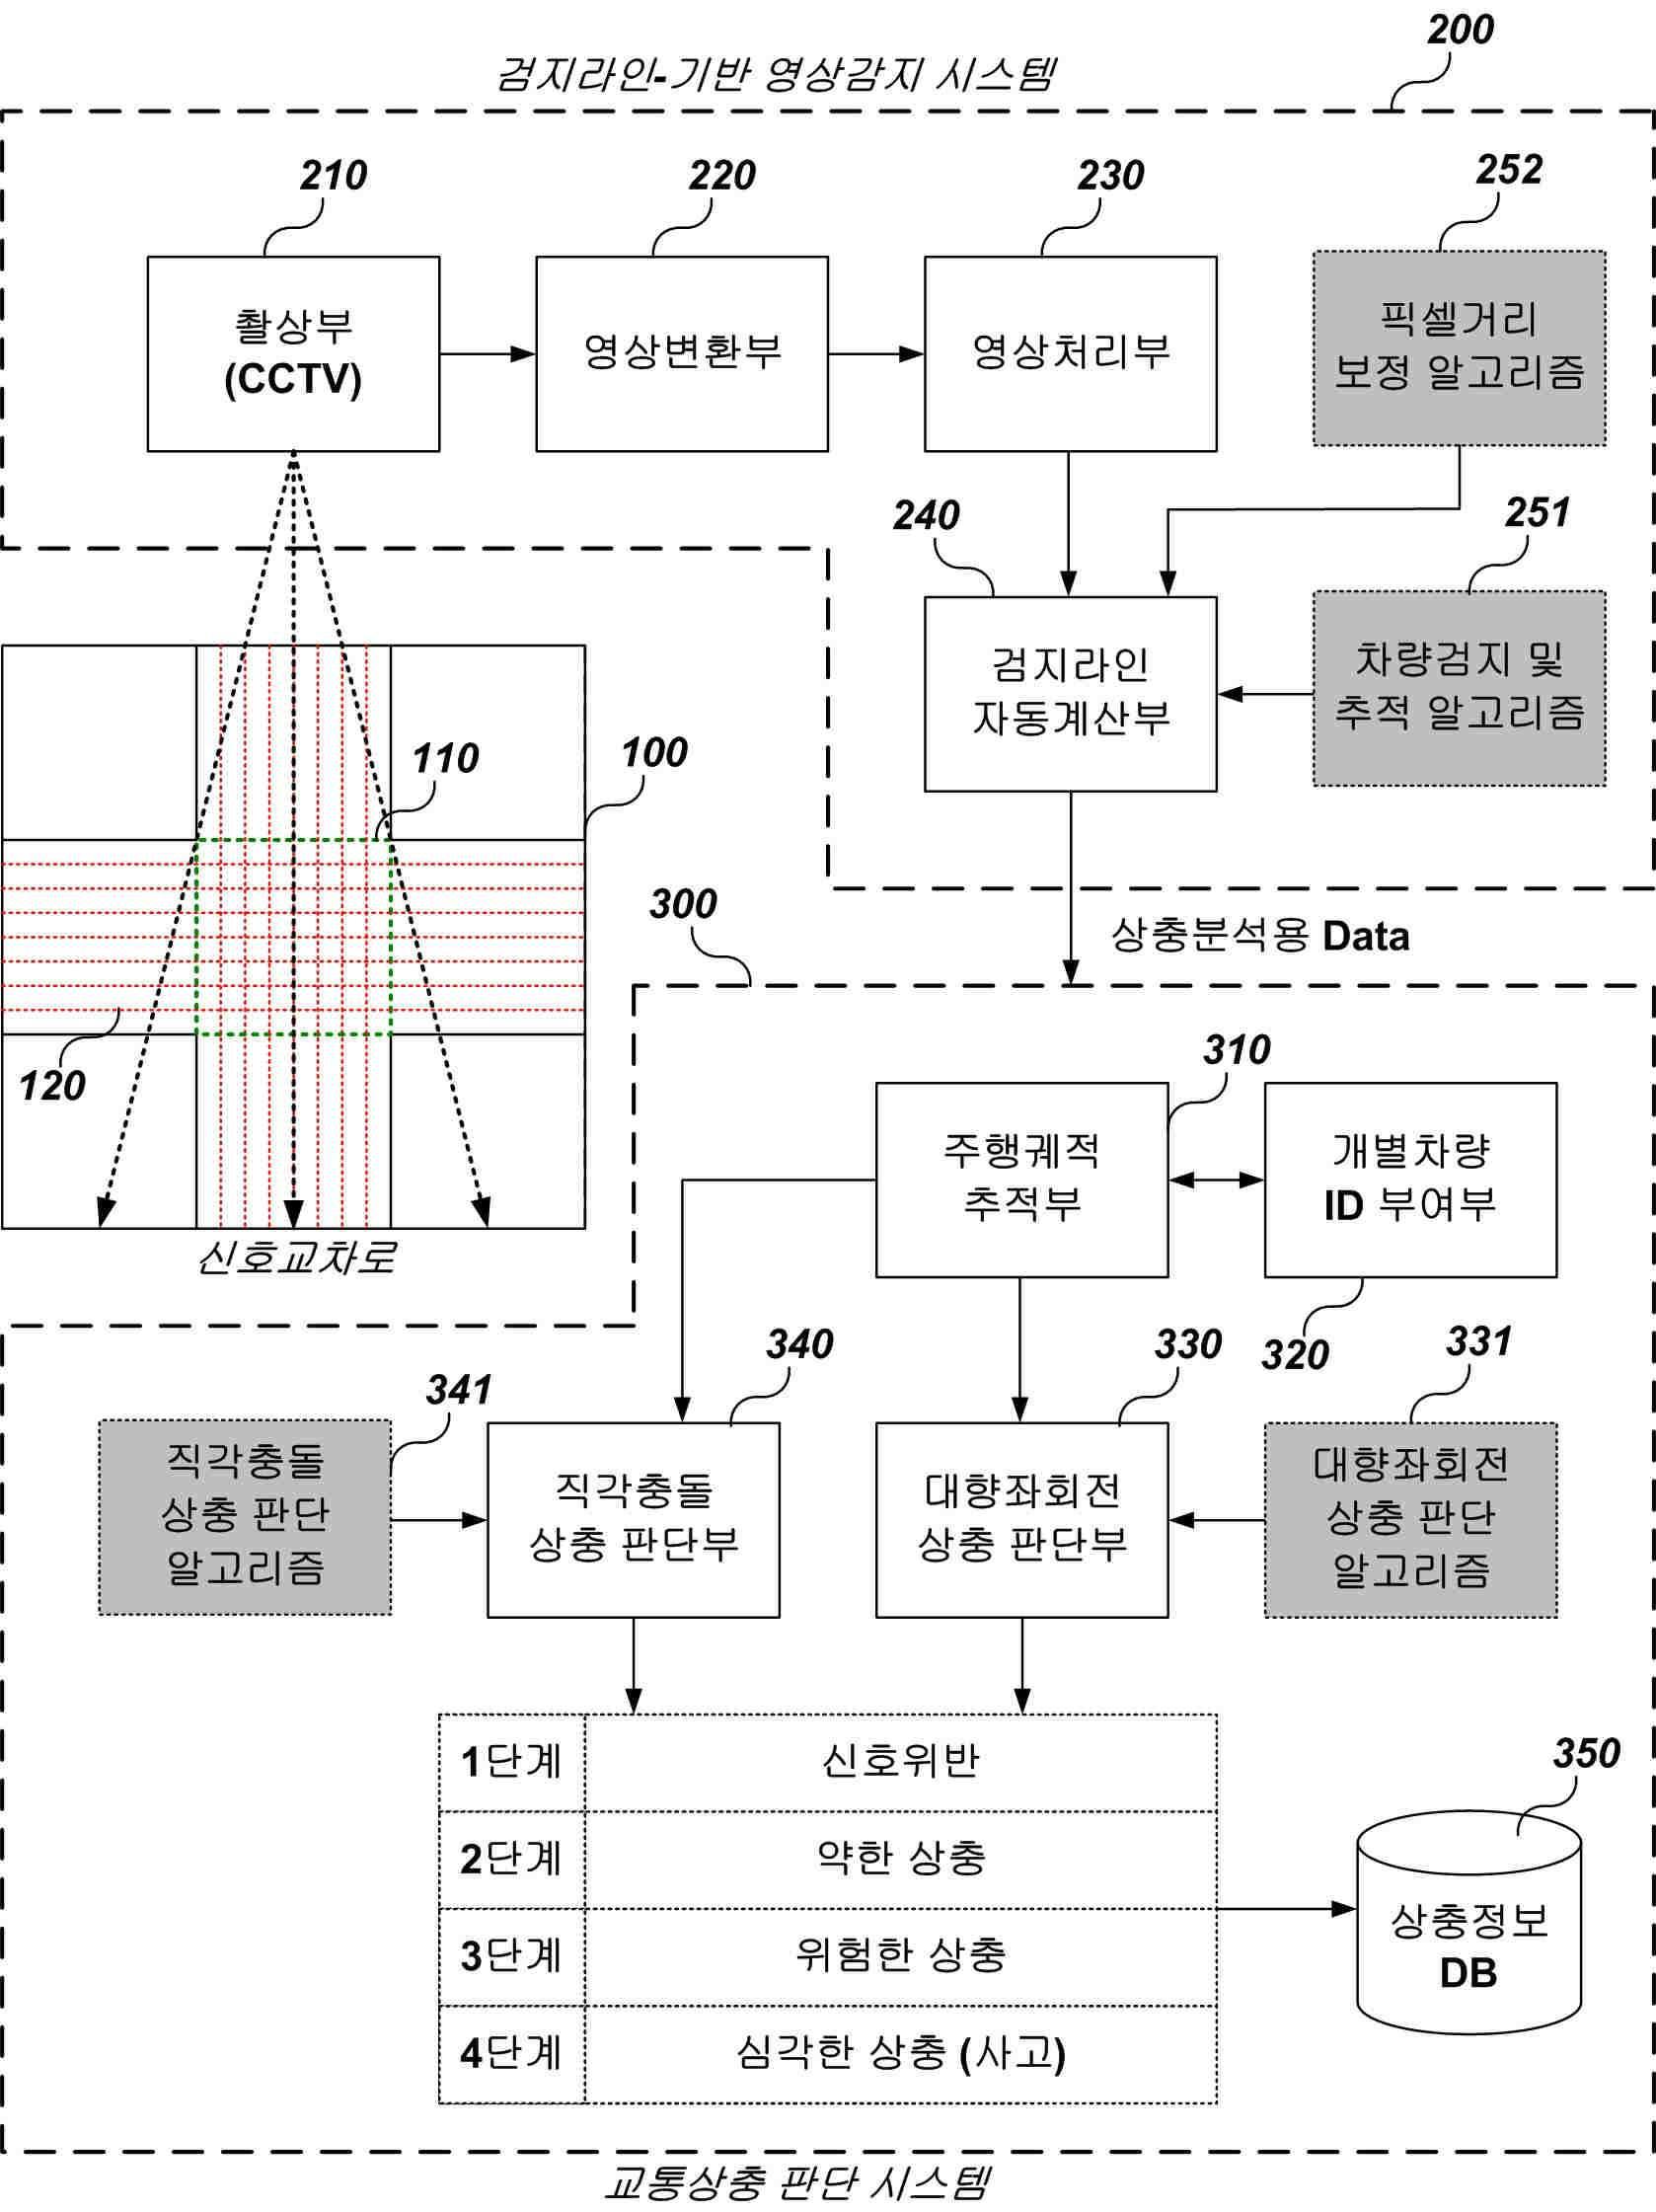 200
검지라인-기반 영상감지 시스템
210
220
230
252
촬상부
(CCTV)
영상변환부
영상처리부
픽셀거리
보정 알고리즘
240
251
검지라인
자동계산부
차량검지 및
추적 알고리즘
110
100
120
신호교차로
상충분석용 Data
300
310
주행궤적
추적부
개별차량
ID 부여부
320
340
330
331
341
직각충돌
상충 판단
알고리즘
직각충돌
상충 판단부
대향좌회전
상충 판단부
대향좌회전
상충 판단
알고리즘
1단계 신호위반
2단계 약한 상충
3단계 위험한 상충
4단계 심각한 상충 (사고)
350
상충정보
DB
교통상충 판단 시스템